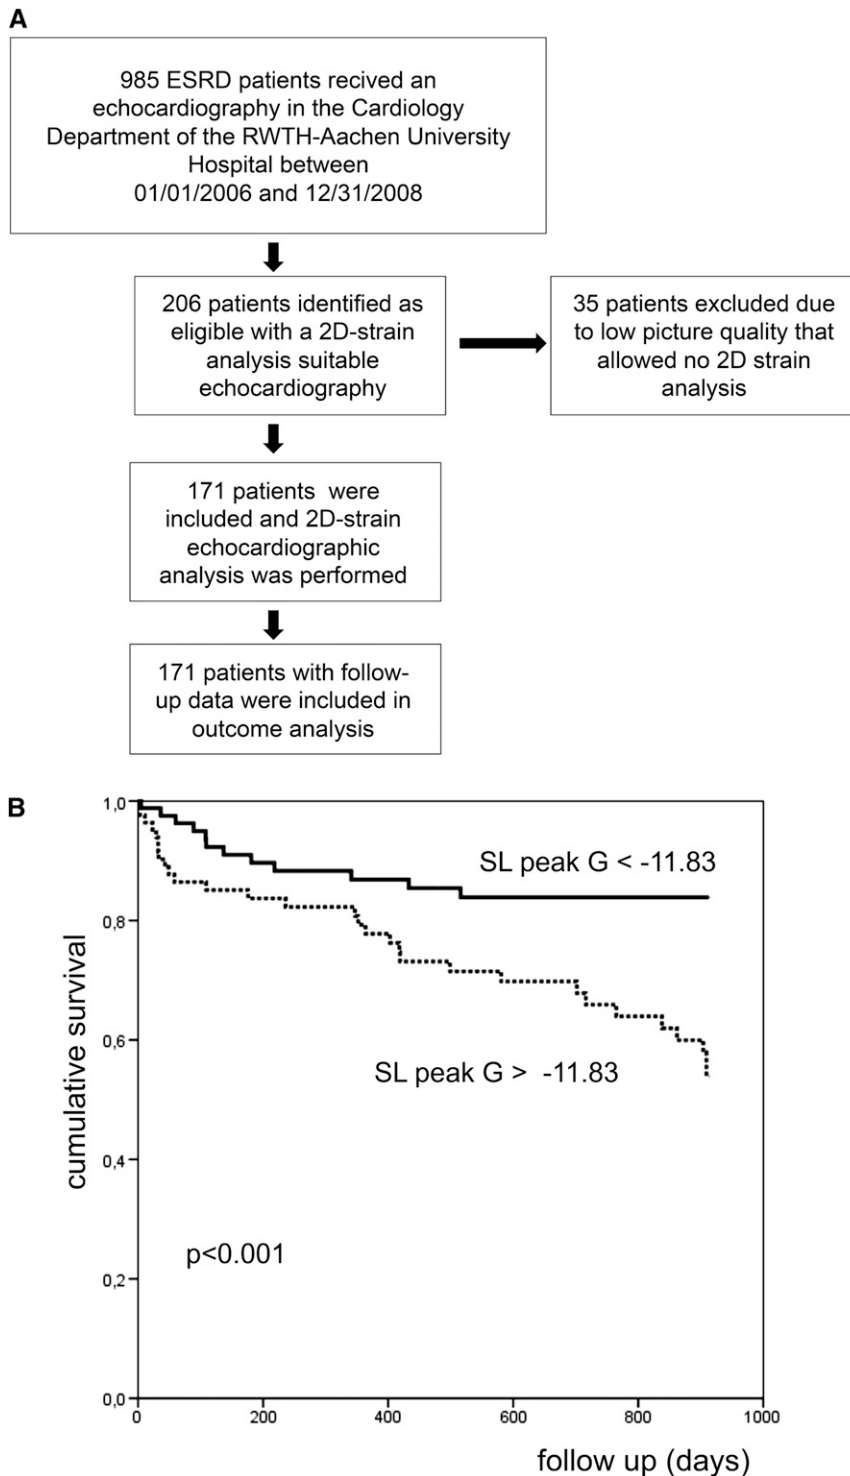 A
985 ESRD patients recived an
echocardiography in the Cardiology
Department of the RWTH-Aachen University
Hospital between
01/01/2006 and 12/31/2008
206 patients identified as
eligible with a 2D-strain
analysis suitable
echocardiography
35 patients excluded due
to low picture quality that
allowed no 2D strain
analysis
171 patients were
included and 2D-strain
echocardiographic
analysis was performed
171 patients with follow-
up data were included in
outcome analysis
B
1,0
0,8
0,6
0,4
0,2
0,0
cumulative survival
SL peak G < -11.83
SL peak G > -11.83
p<0.001
0
200
400
600
800
1000
follow up (days)